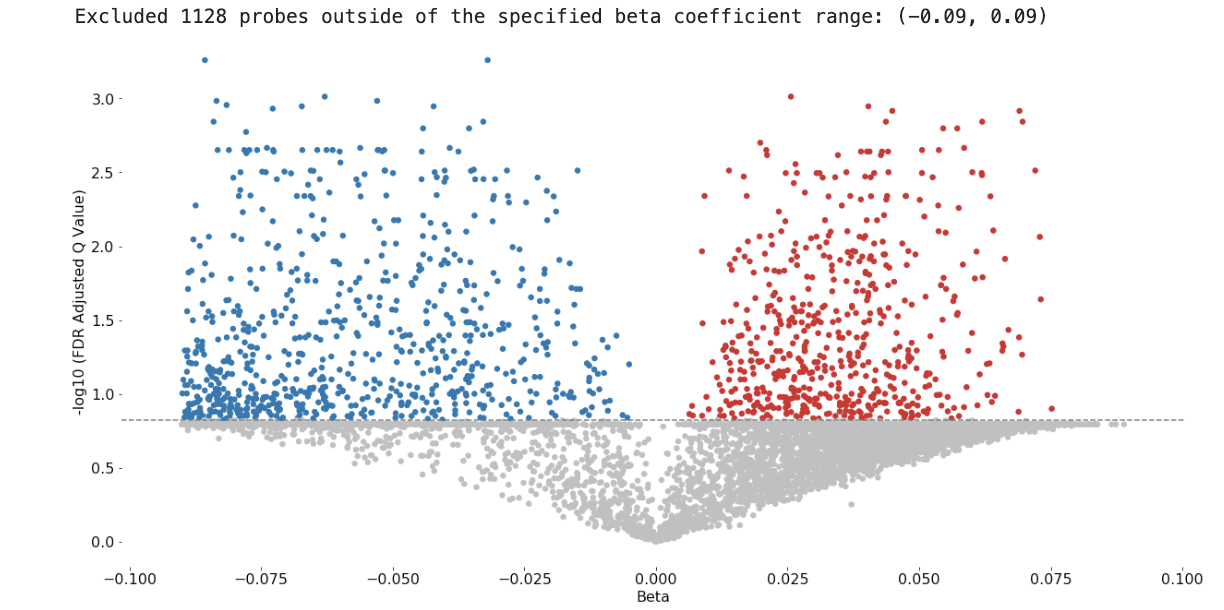 Excluded 1128 probes outside of the specified beta coefficient range: (-0.09, 0.09)
-log10 (FDR Adjusted Q Value)
3.0
2.5
2.0
1.5
1.0
0.5
0.0
−0.100 −0.075 −0.050 −0.025 0.000 0.025 0.050 0.075 0.100
Beta